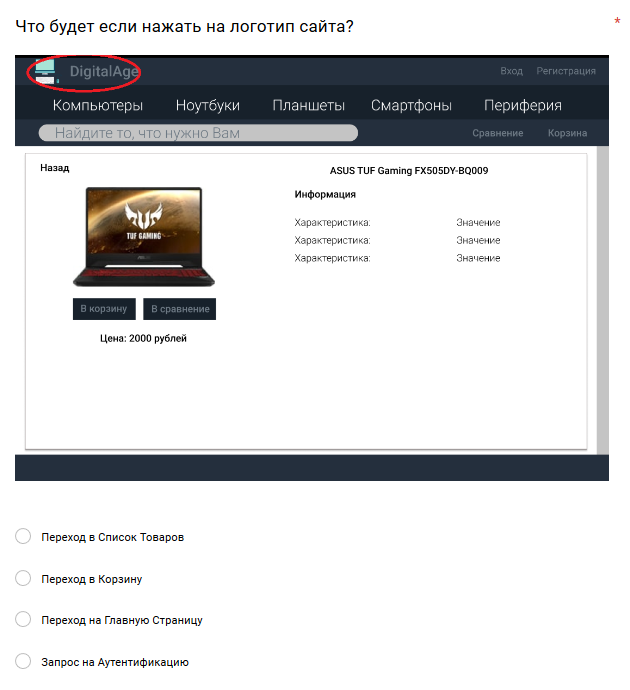 Что будет если нажать на логотип сайта? *
DigitalAge
Вход Регистрация
Компьютеры Ноутбуки Планшеты Смартфоны Периферия
Найдите то, что нужно Вам
Сравнение Корзина
Назад
ASUS TUF Gaming FX505DY-BQ009
Информация
Характеристика: Значение
Характеристика: Значение
Характеристика: Значение
TUF GAMING
В корзину В сравнение
Цена: 2000 рублей
Переход в Список Товаров
Переход в Корзину
Переход на Главную Страницу
Запрос на Аутентификацию